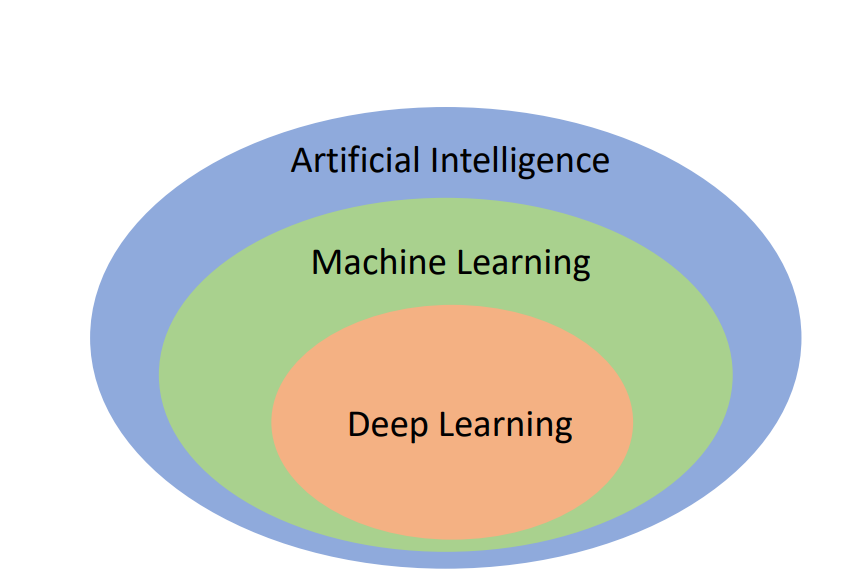 Artificial Intelligence
Machine Learning
Deep Learning